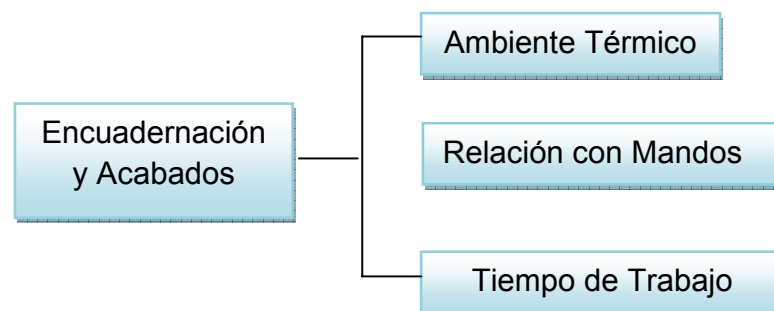 Encuadernación
y Acabados
Ambiente Térmico
Relación con Mandos
Tiempo de Trabajo